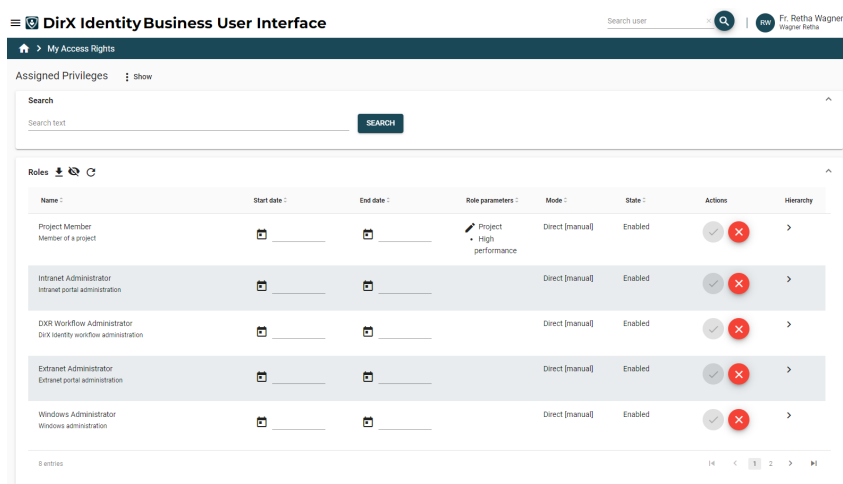 DirX Identity Business User Interface
Search user
RW
Fr. Retha Wagner
Wagner Retha
My Access Rights
Assigned Privileges
Show
Search
Search text
SEARCH
Roles
Name Start date End date Role parameters Mode State Actions Hierarchy
Project Member Project Direct [manual] Enabled
Member of a project • High
performance
Intranet Administrator Direct [manual] Enabled
Intranet portal administration
DXR Workflow Administrator Direct [manual] Enabled
DirX Identity workflow administration
Extranet Administrator Direct [manual] Enabled
Extranet portal administration
Windows Administrator Direct [manual] Enabled
Windows administration
8 entries 1 2